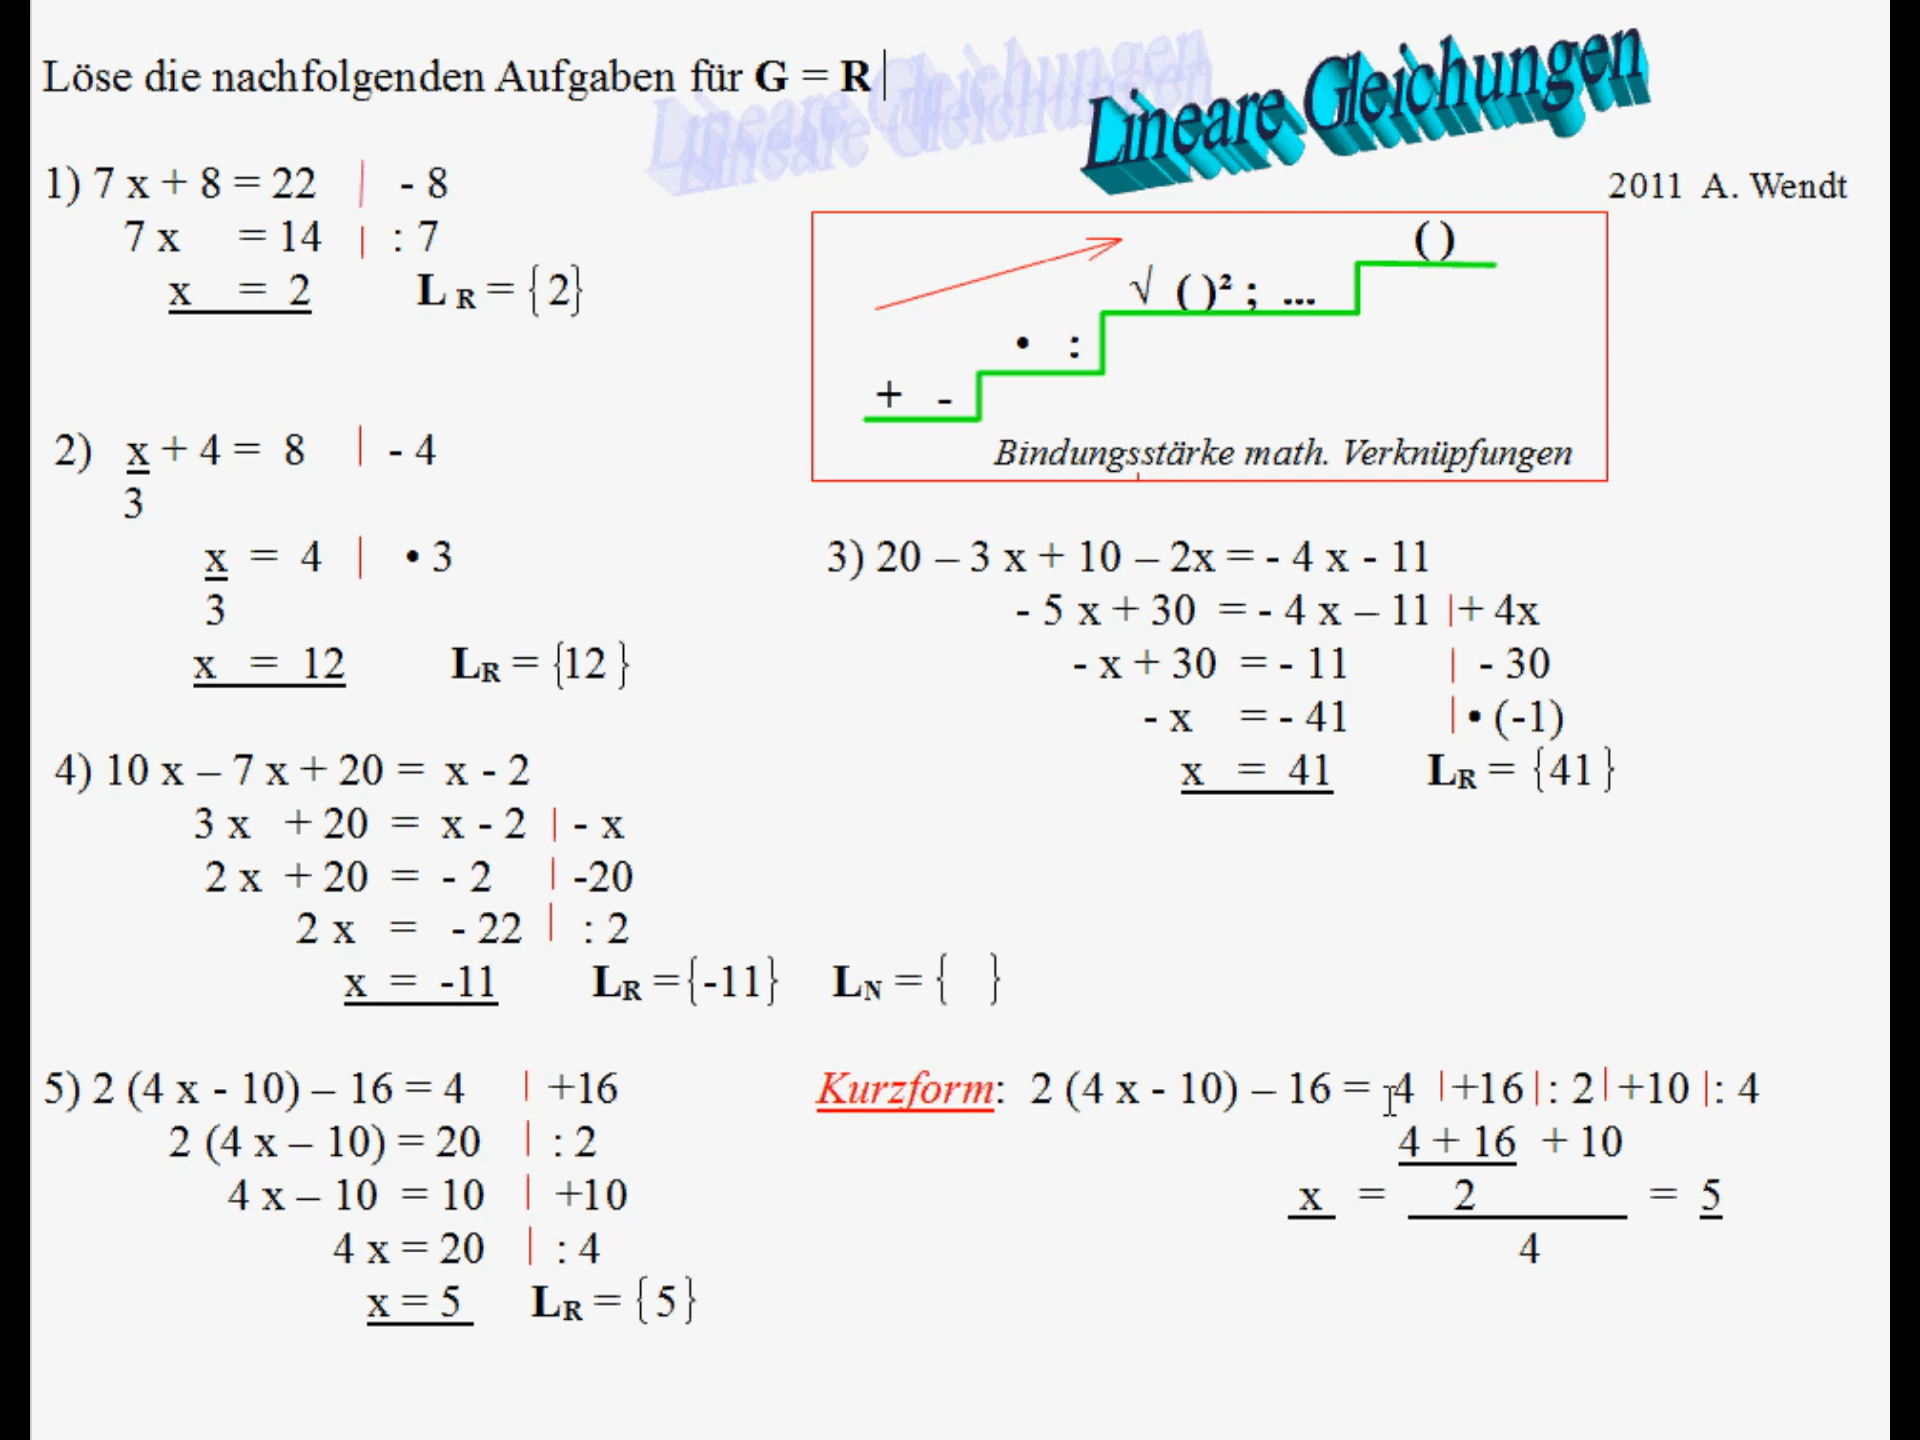 Löse die nachfolgenden Aufgaben für G = R
Lineare Gleichungen
2011 A. Wendt
1) 7 x + 8 = 22 | - 8
7 x = 14 | : 7
x = 2 L R = {2}
( )
√ ( )² ; ...
• :
+ -
Bindungsstärke math. Verknüpfungen
2) x + 4 = 8 | - 4
3
x = 4 | • 3
3
x = 12 LR = {12 }
3) 20 – 3 x + 10 – 2x = - 4 x - 11
- 5 x + 30 = - 4 x – 11 |+ 4x
- x + 30 = - 11 | - 30
- x = - 41 | • (-1)
x = 41 LR = {41 }
4) 10 x – 7 x + 20 = x - 2
3 x + 20 = x - 2 | - x
2 x + 20 = - 2 | -20
2 x = - 22 | : 2
x = -11 LR ={-11} LN = { }
5) 2 (4 x - 10) – 16 = 4 | +16
2 (4 x – 10) = 20 | : 2
4 x – 10 = 10 | +10
4 x = 20 | : 4
x = 5 LR = {5}
Kurzform: 2 (4 x - 10) – 16 = 4 |+16 |: 2 |+10 |: 4
4 + 16 + 10
x = 2 = 5
4